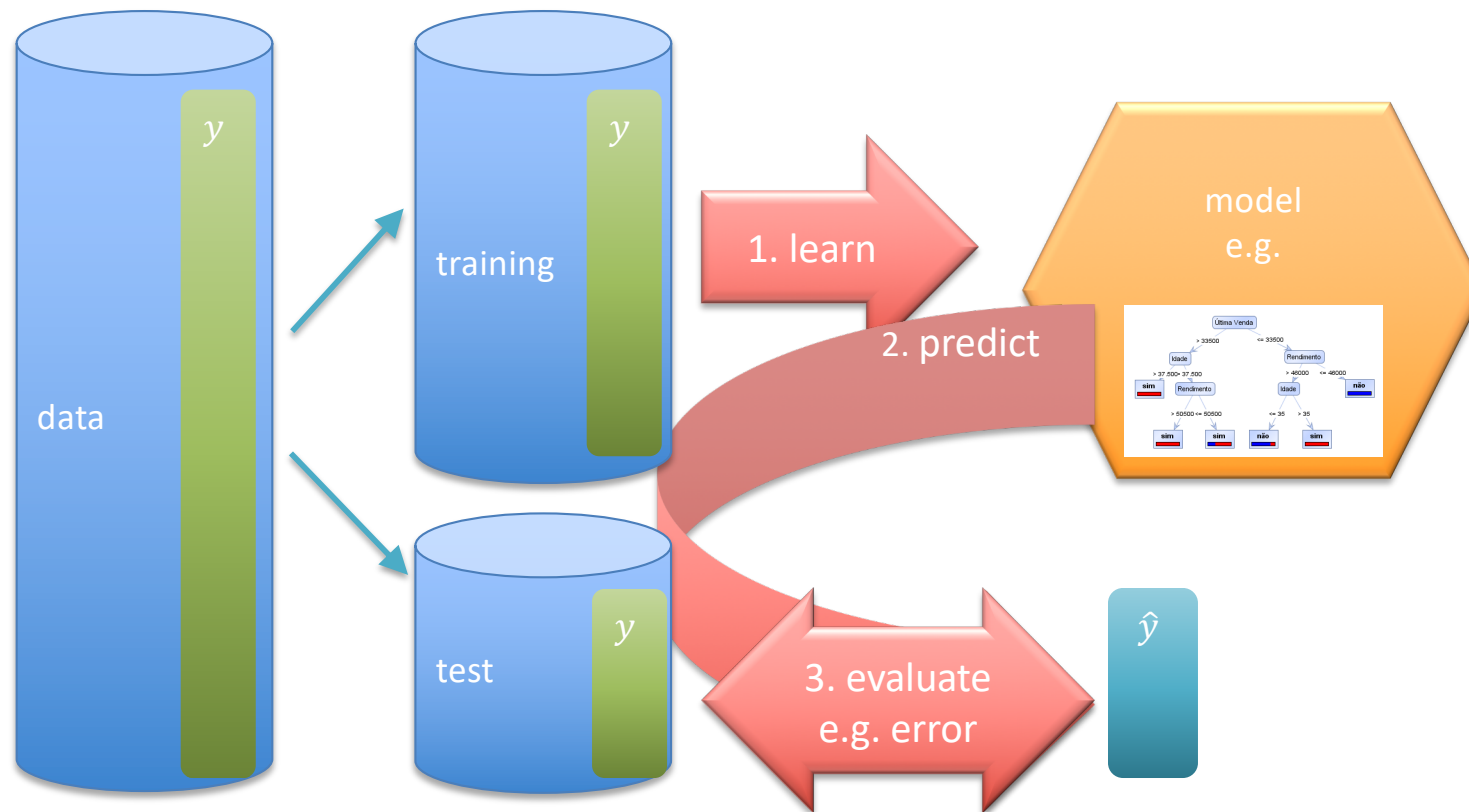 y
data
y
training
1. learn
model
e.g.
2. predict
Última Venda
> 33500 <= 33500
Idade Rendimento
> 37.500 = 37.500 > 46000 <= 46000
sim Rendimento Idade não
> 50500 <= 50500 <= 35 > 35
sim sim não sim
y
test
3. evaluate
e.g. error
ŷ